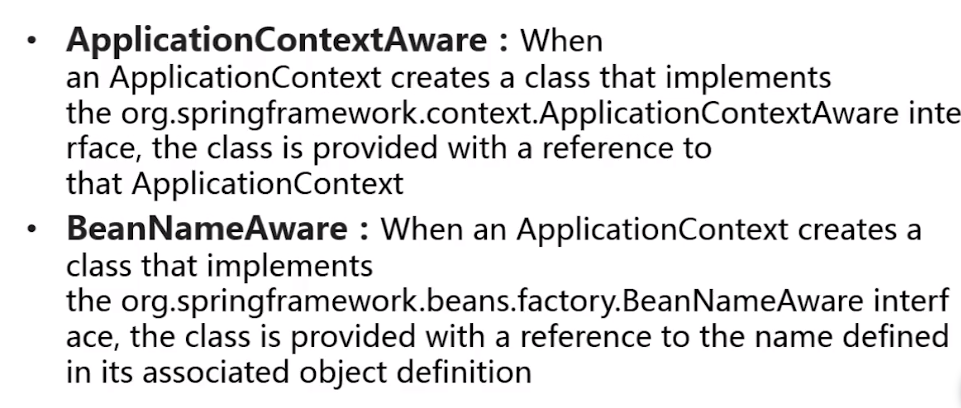 • ApplicationContextAware : When
an ApplicationContext creates a class that implements
the org.springframework.context.ApplicationContextAware inte
rface, the class is provided with a reference to
that ApplicationContext
• BeanNameAware : When an ApplicationContext creates a
class that implements
the org.springframework.beans.factory.BeanNameAware interf
ace, the class is provided with a reference to the name defined
in its associated object definition